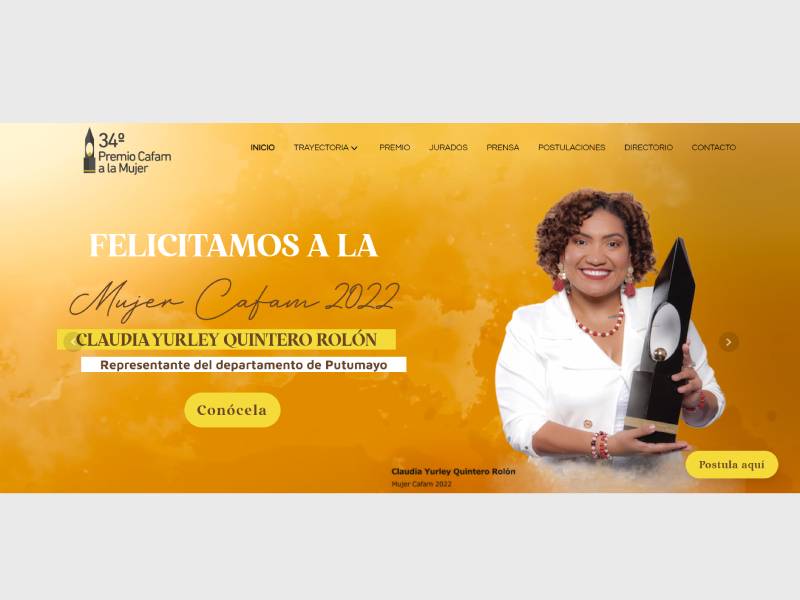 34º
Premio Cafam
a la Mujer
INICIO
TRAYECTORIA
PREMIO
JURADOS
PRENSA
POSTULACIONES
DIRECTORIO
CONTACTO
FELICITAMOS A LA
Mujer Cafam 2022
CLAUDIA YURLEY QUINTERO ROLÓN
Representante del departamento de Putumayo
Conócela
Claudia Yurley Quintero Rolón
Mujer Cafam 2022
Postula aquí